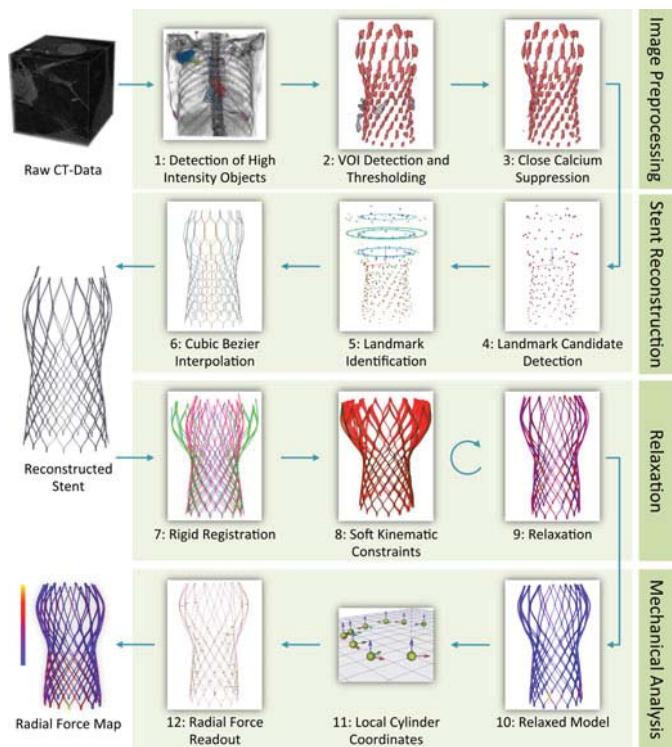 Raw CT-Data
1: Detection of High
Intensity Objects
2: VOI Detection and
Thresholding
3: Close Calcium
Suppression
Image Preprocessing
6: Cubic Bezier
Interpolation
5: Landmark
Identification
4: Landmark Candidate
Detection
Stent Reconstruction
Reconstructed
Stent
7: Rigid Registration
8: Soft Kinematic
Constraints
9: Relaxation
Relaxation
Radial Force Map
12: Radial Force
Readout
11: Local Cylinder
Coordinates
10: Relaxed Model
Mechanical Analysis